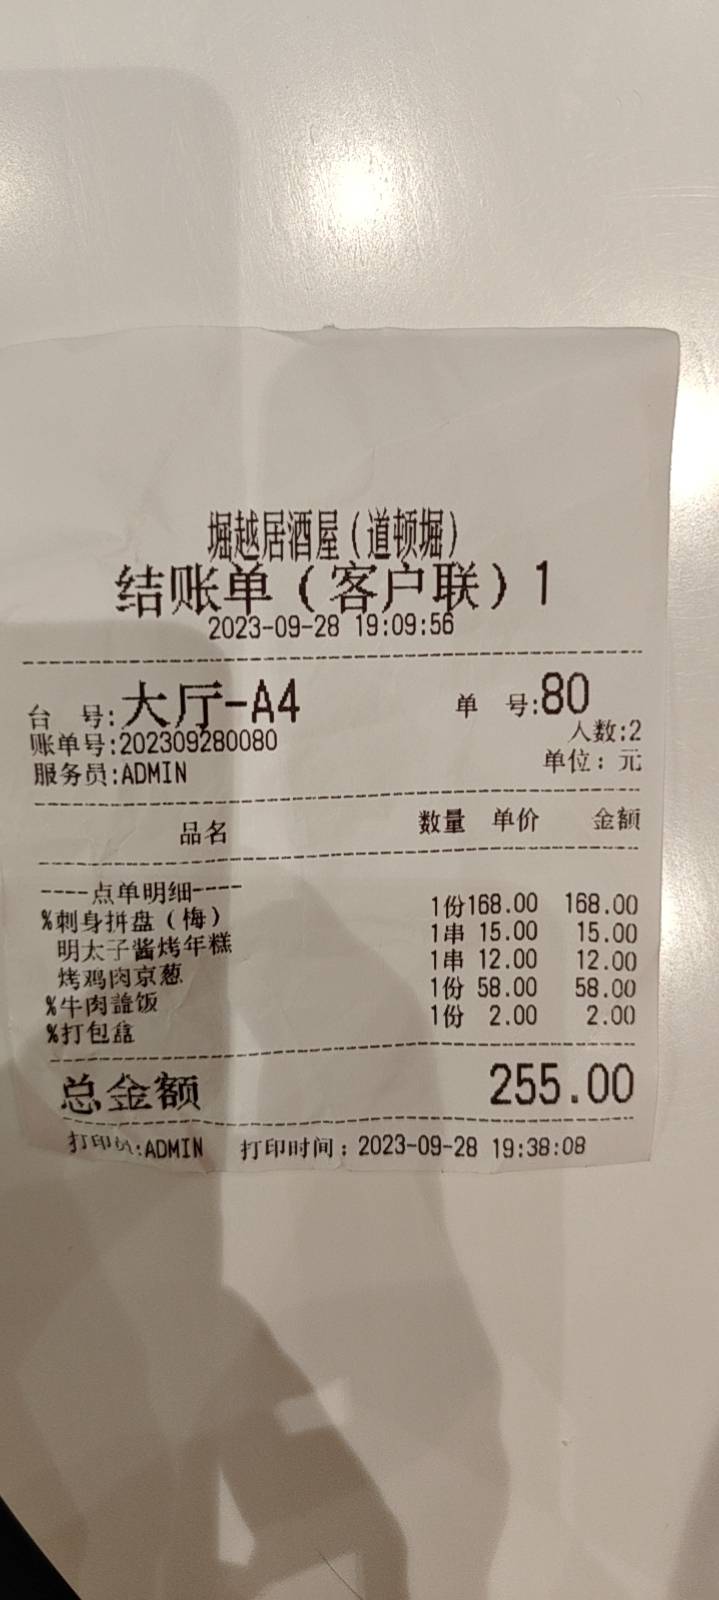 堀越居酒屋(道顿堀)
结账单(客户联)1
2023-09-28 19:09:56
台 号:大厅-A4 单 号:80
账单号:202309280080 人数:2
服务员:ADMIN 单位:元
品名 数量 单价 金额
----点单明细----
%刺身拼盘(梅) 1份 168.00 168.00
明太子酱烤年糕 1串 15.00 15.00
烤鸡肉京葱 1串 12.00 12.00
%牛肉盖饭 1份 58.00 58.00
%打包盒 1份 2.00 2.00
总金额 255.00
打印员:ADMIN 打印时间:2023-09-28 19:38:08